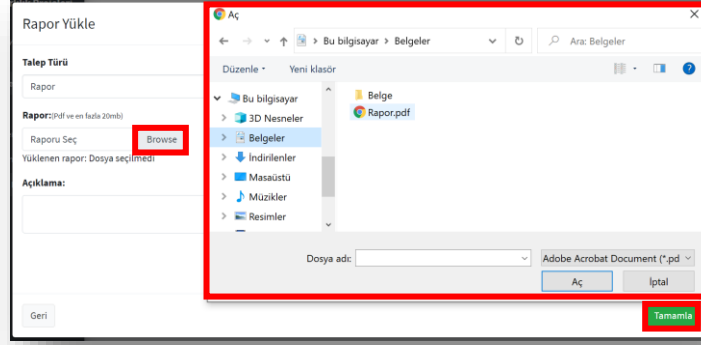 Rapor Yükle
Talep Türü
Rapor
Rapor:(Pdf ve en fazla 20mb)
Raporu Seç
Browse
Yüklenen rapor: Dosya seçilmedi
Açıklama:
Geri
Tamamla
Aç
Bu bilgisayar > Belgeler
Ara: Belgeler
Düzenle
Yeni klasör
Bu bilgisayar
3D Nesneler
Belgeler
İndirilenler
Masaüstü
Müzikler
Resimler
Belge
Rapor.pdf
Dosya adı:
Adobe Acrobat Document (*.pd
Aç
İptal